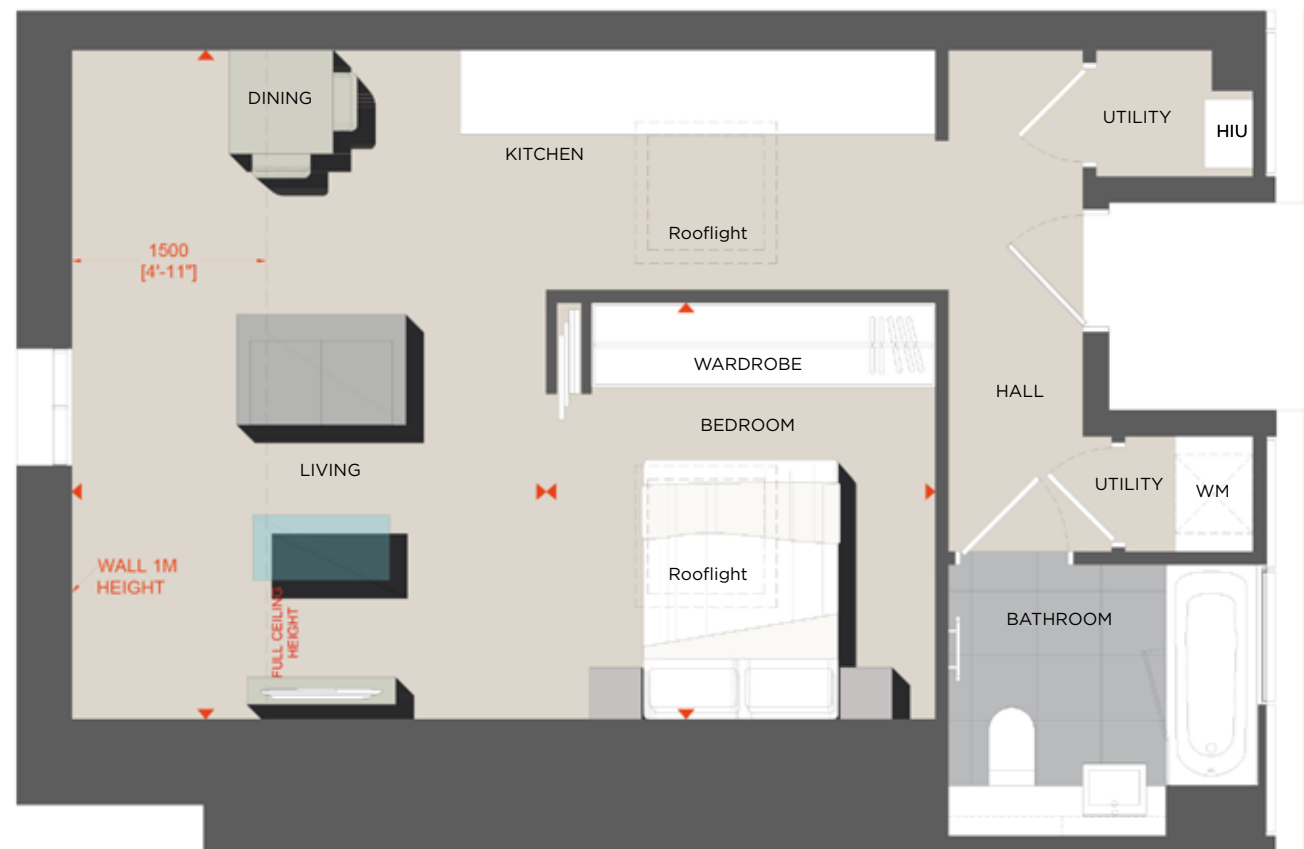 DINING
UTILITY
HIU
KITCHEN
Rooflight
1500
[4'-11"]
WARDROBE
HALL
BEDROOM
LIVING
UTILITY
WM
WALL 1M
HEIGHT
Rooflight
FULL CEILING
HEIGHT
BATHROOM